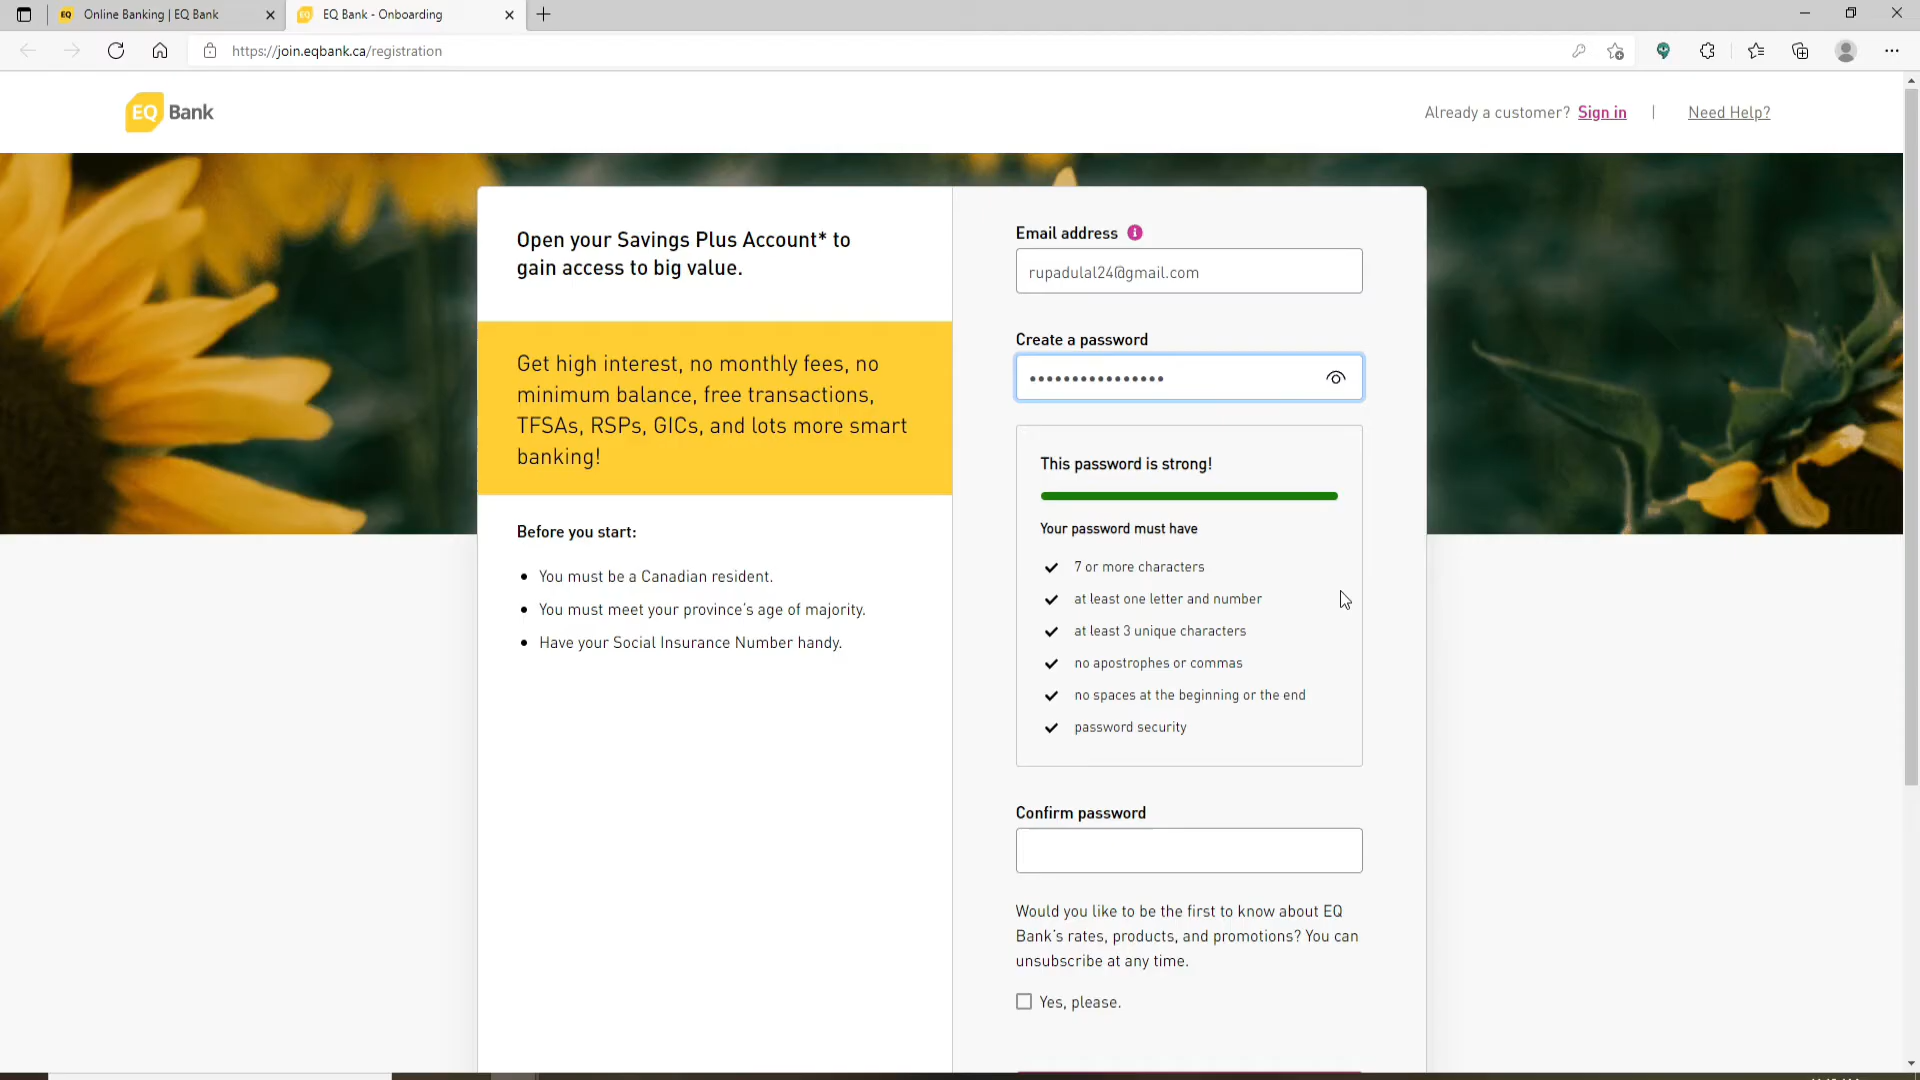 Online Banking | EQ Bank
EQ Bank - Onboarding
https://join.eqbank.ca/registration
EQ Bank
Already a customer? Sign in | Need Help?
Open your Savings Plus Account* to
gain access to big value.
Get high interest, no monthly fees, no
minimum balance, free transactions,
TFSAs, RSPs, GICs, and lots more smart
banking!
Before you start:
• You must be a Canadian resident.
• You must meet your province's age of majority.
• Have your Social Insurance Number handy.
Email address
rupadulal24@gmail.com
Create a password
••••••••••••••••
This password is strong!
Your password must have
7 or more characters
at least one letter and number
at least 3 unique characters
no apostrophes or commas
no spaces at the beginning or the end
password security
Confirm password
Would you like to be the first to know about EQ
Bank's rates, products, and promotions? You can
unsubscribe at any time.
Yes, please.